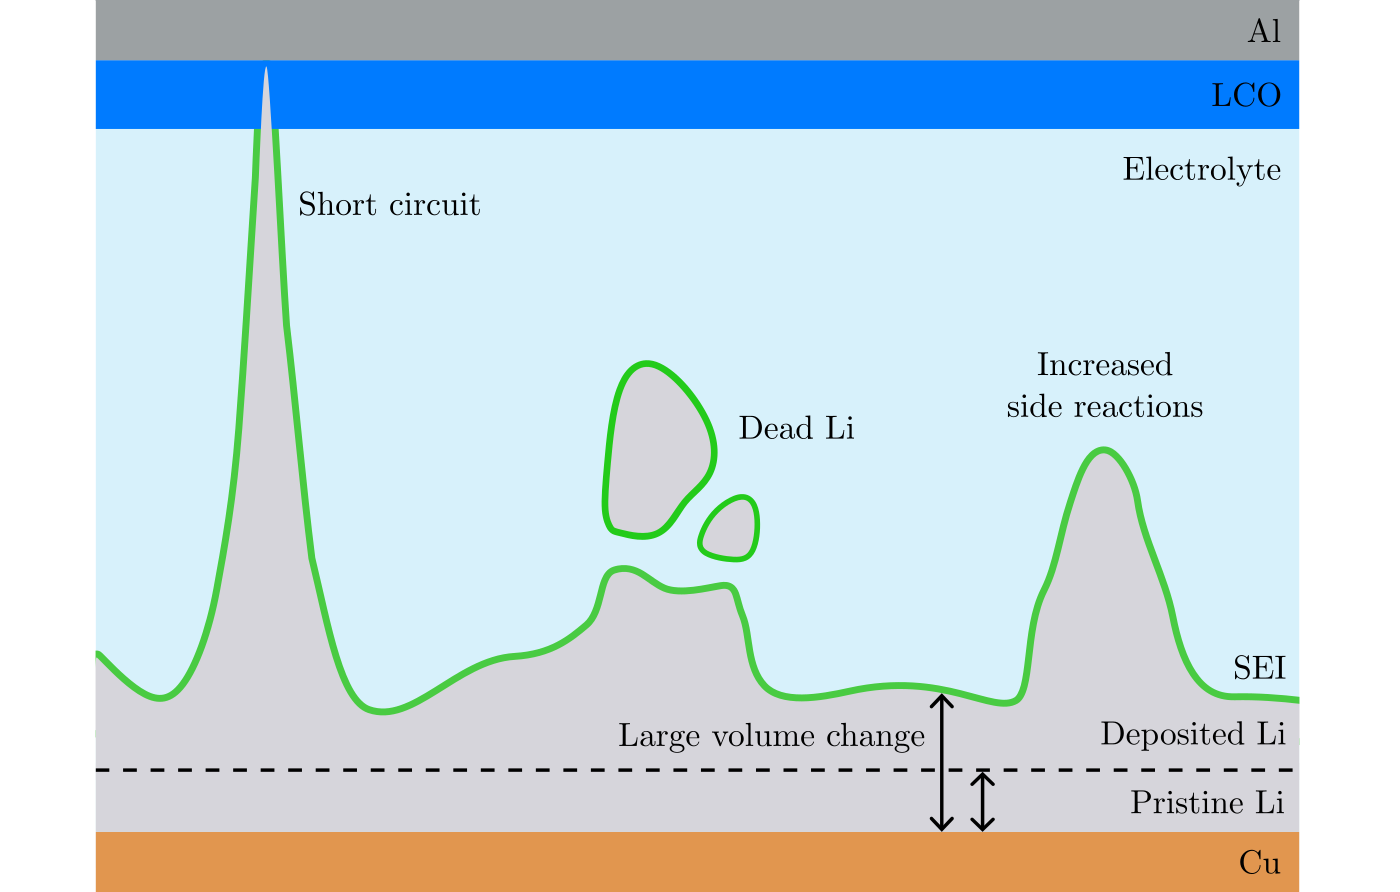 Al
LCO
Electrolyte
Short circuit
Increased
side reactions
Dead Li
SEI
Large volume change
Deposited Li
Pristine Li
Cu